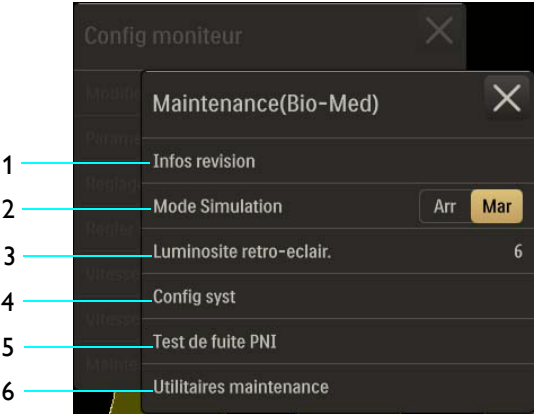 Config moniteur
Maintenance(Bio-Med)
1 Infos revision
2 Mode Simulation Arr Mar
3 Luminosite retro-eclair. 6
4 Config syst
5 Test de fuite PNI
6 Utilitaires maintenance